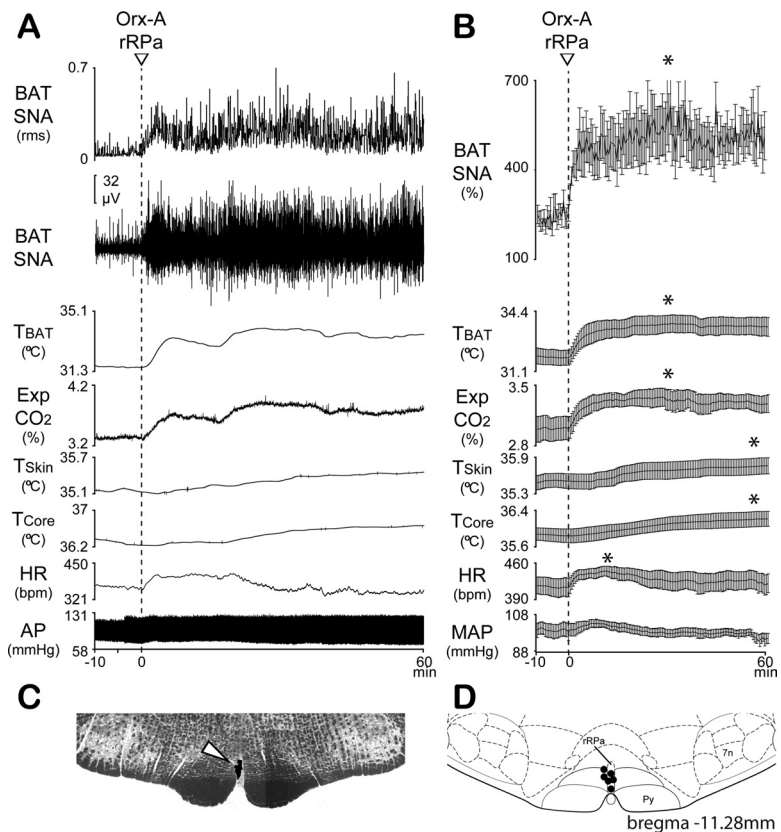 A
Orx-A
rRPa
BAT
SNA
(rms)
0.7
0
32
µV
BAT
SNA
TBAT
(ºC)
35.1
31.3
Exp
CO2
(%)
4.2
3.2
TSkin
(ºC)
35.7
35.1
TCore
(ºC)
37
36.2
HR
(bpm)
450
321
AP
(mmHg)
131
58
-10 0 60
min
B
Orx-A
rRPa
*
BAT
SNA
(%)
700
400
100
*
TBAT
(ºC)
34.4
31.1
*
Exp
CO2
(%)
3.5
2.8
*
TSkin
(ºC)
35.9
35.3
*
TCore
(ºC)
36.4
35.6
*
HR
(bpm)
460
390
MAP
(mmHg)
108
88
-10 0 60
min
C
D
rRPa
7n
Py
bregma -11.28mm